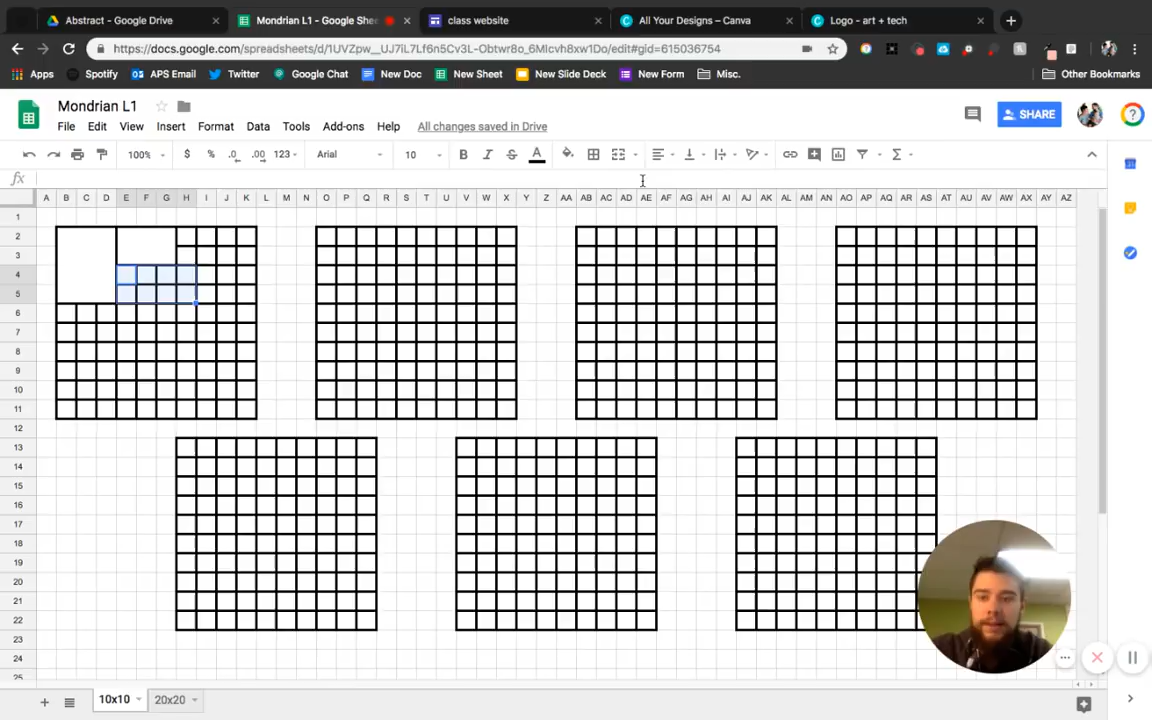 Abstract - Google Drive
Mondrian L1 - Google Shee
class website
All Your Designs – Canva
Logo - art + tech
https://docs.google.com/spreadsheets/d/1UVZpw__UJ7iL7Lf6n5Cv3L-Obtwr8o_6MIcvh8xw1Do/edit#gid=615036754
Apps Spotify APS Email Twitter Google Chat New Doc New Sheet New Slide Deck New Form Misc. Other Bookmarks
Mondrian L1
SHARE
File Edit View Insert Format Data Tools Add-ons Help All changes saved in Drive
100% $ % .0 .00 123 Arial 10 B I S A Σ
fx
A B C D E F G H I J K L M N O P Q R S T U V W X Y Z AA AB AC AD AE AF AG AH AI AJ AK AL AM AN AO AP AQ AR AS AT AU AV AW AX AY AZ
1
2
3
4
5
6
7
8
9
10
11
12
13
14
15
16
17
18
19
20
21
22
23
24
25
10x10 20x20